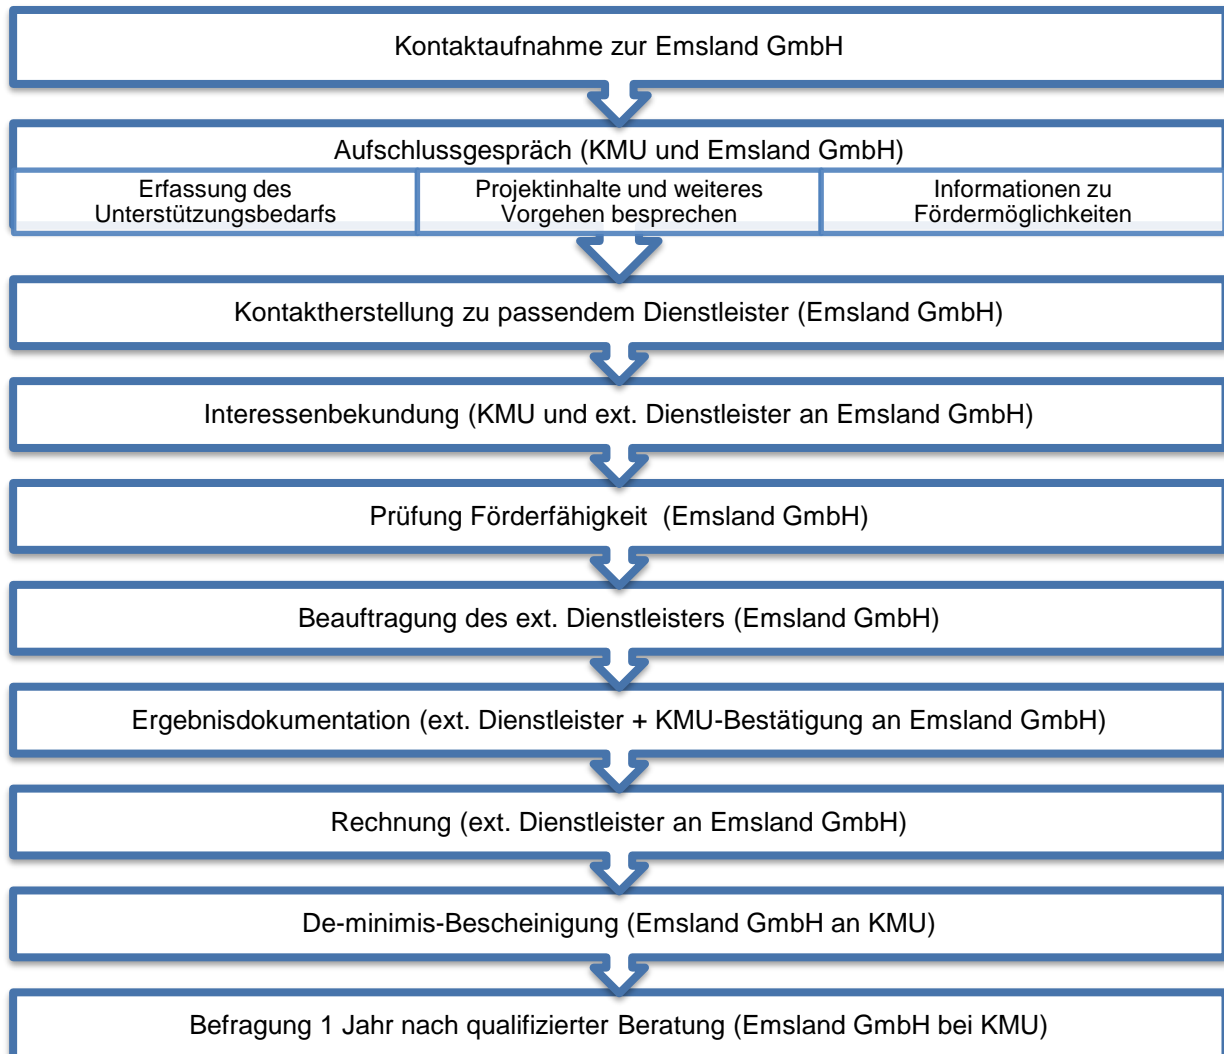 Kontaktaufnahme zur Emsland GmbH
Aufschlussgespräch (KMU und Emsland GmbH)
Erfassung des
Unterstützungsbedarfs
Projektinhalte und weiteres
Vorgehen besprechen
Informationen zu
Fördermöglichkeiten
Kontaktherstellung zu passendem Dienstleister (Emsland GmbH)
Interessenbekundung (KMU und ext. Dienstleister an Emsland GmbH)
Prüfung Förderfähigkeit  (Emsland GmbH)
Beauftragung des ext. Dienstleisters (Emsland GmbH)
Ergebnisdokumentation (ext. Dienstleister + KMU-Bestätigung an Emsland GmbH)
Rechnung (ext. Dienstleister an Emsland GmbH)
De-minimis-Bescheinigung (Emsland GmbH an KMU)
Befragung 1 Jahr nach qualifizierter Beratung (Emsland GmbH bei KMU)